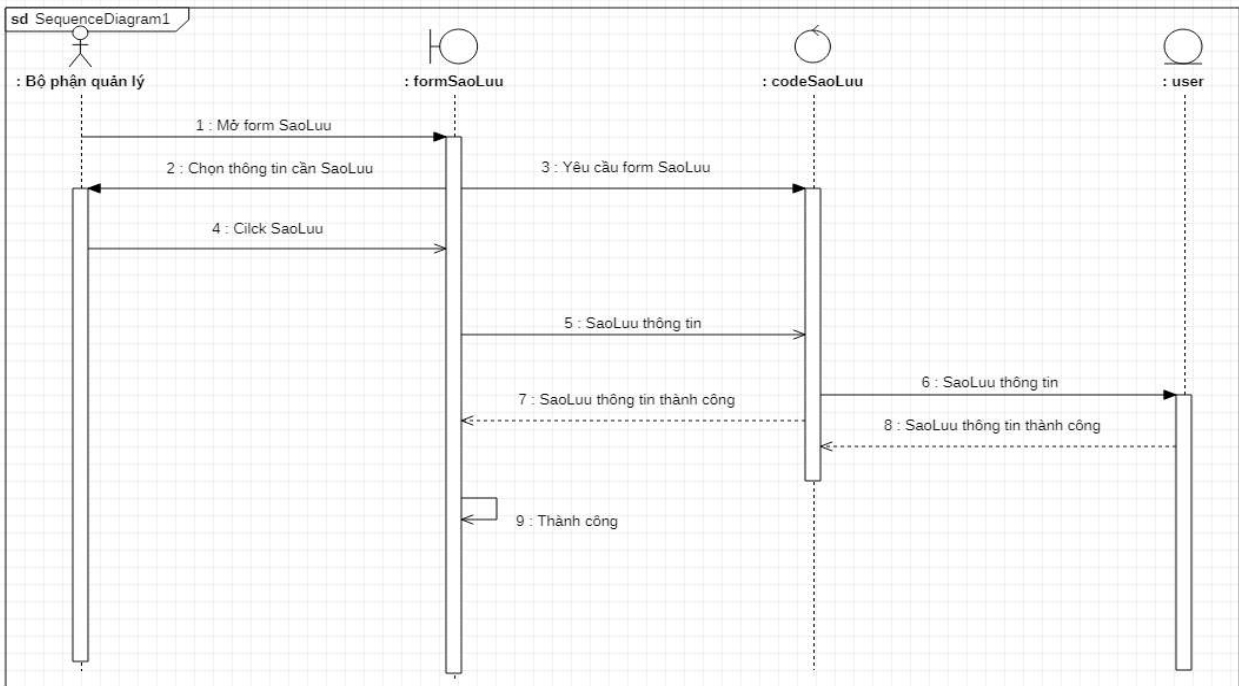 sd SequenceDiagram1
: Bộ phận quản lý
: formSaoLuu
: codeSaoLuu
: user
1 : Mở form SaoLuu
2 : Chọn thông tin cần SaoLuu
3 : Yêu cầu form SaoLuu
4 : Cilck SaoLuu
5 : SaoLuu thông tin
6 : SaoLuu thông tin
7 : SaoLuu thông tin thành công
8 : SaoLuu thông tin thành công
9 : Thành công